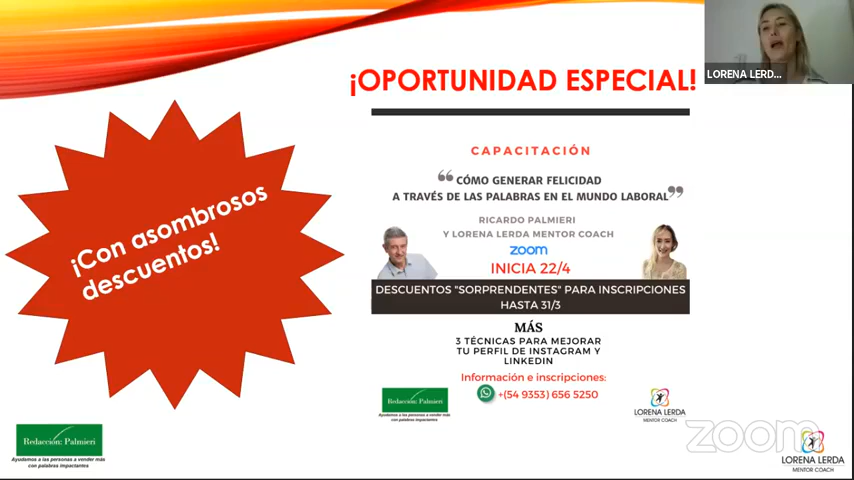 LORENA LERD...
¡OPORTUNIDAD ESPECIAL!
¡Con asombrosos
descuentos!
CAPACITACIÓN
“CÓMO GENERAR FELICIDAD
A TRAVÉS DE LAS PALABRAS EN EL MUNDO LABORAL”
RICARDO PALMIERI
Y LORENA LERDA MENTOR COACH
zoom
INICIA 22/4
DESCUENTOS "SORPRENDENTES" PARA INSCRIPCIONES
HASTA 31/3
MÁS
3 TÉCNICAS PARA MEJORAR
TU PERFIL DE INSTAGRAM Y
LINKEDIN
Información e inscripciones:
+(54 9353) 656 5250
Redacción: Palmieri
Ayudamos a las personas a vender más
con palabras impactantes
LORENA LERDA
MENTOR COACH
zoom
Redacción: Palmieri
Ayudamos a las personas a vender más
con palabras impactantes
LORENA LERDA
MENTOR COACH